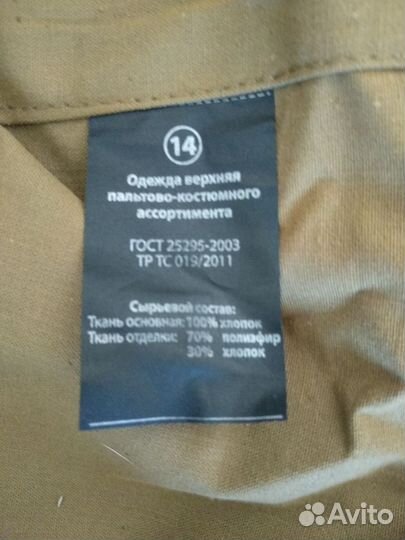 14
Одежда верхняя
пальтово-костюмного
ассортимента
ГОСТ 25295-2003
ТР ТС 019/2011
Сырьевой состав:
Ткань основная: 100% хлопок
Ткань отделки: 70% полиэфир
30% хлопок
Avito